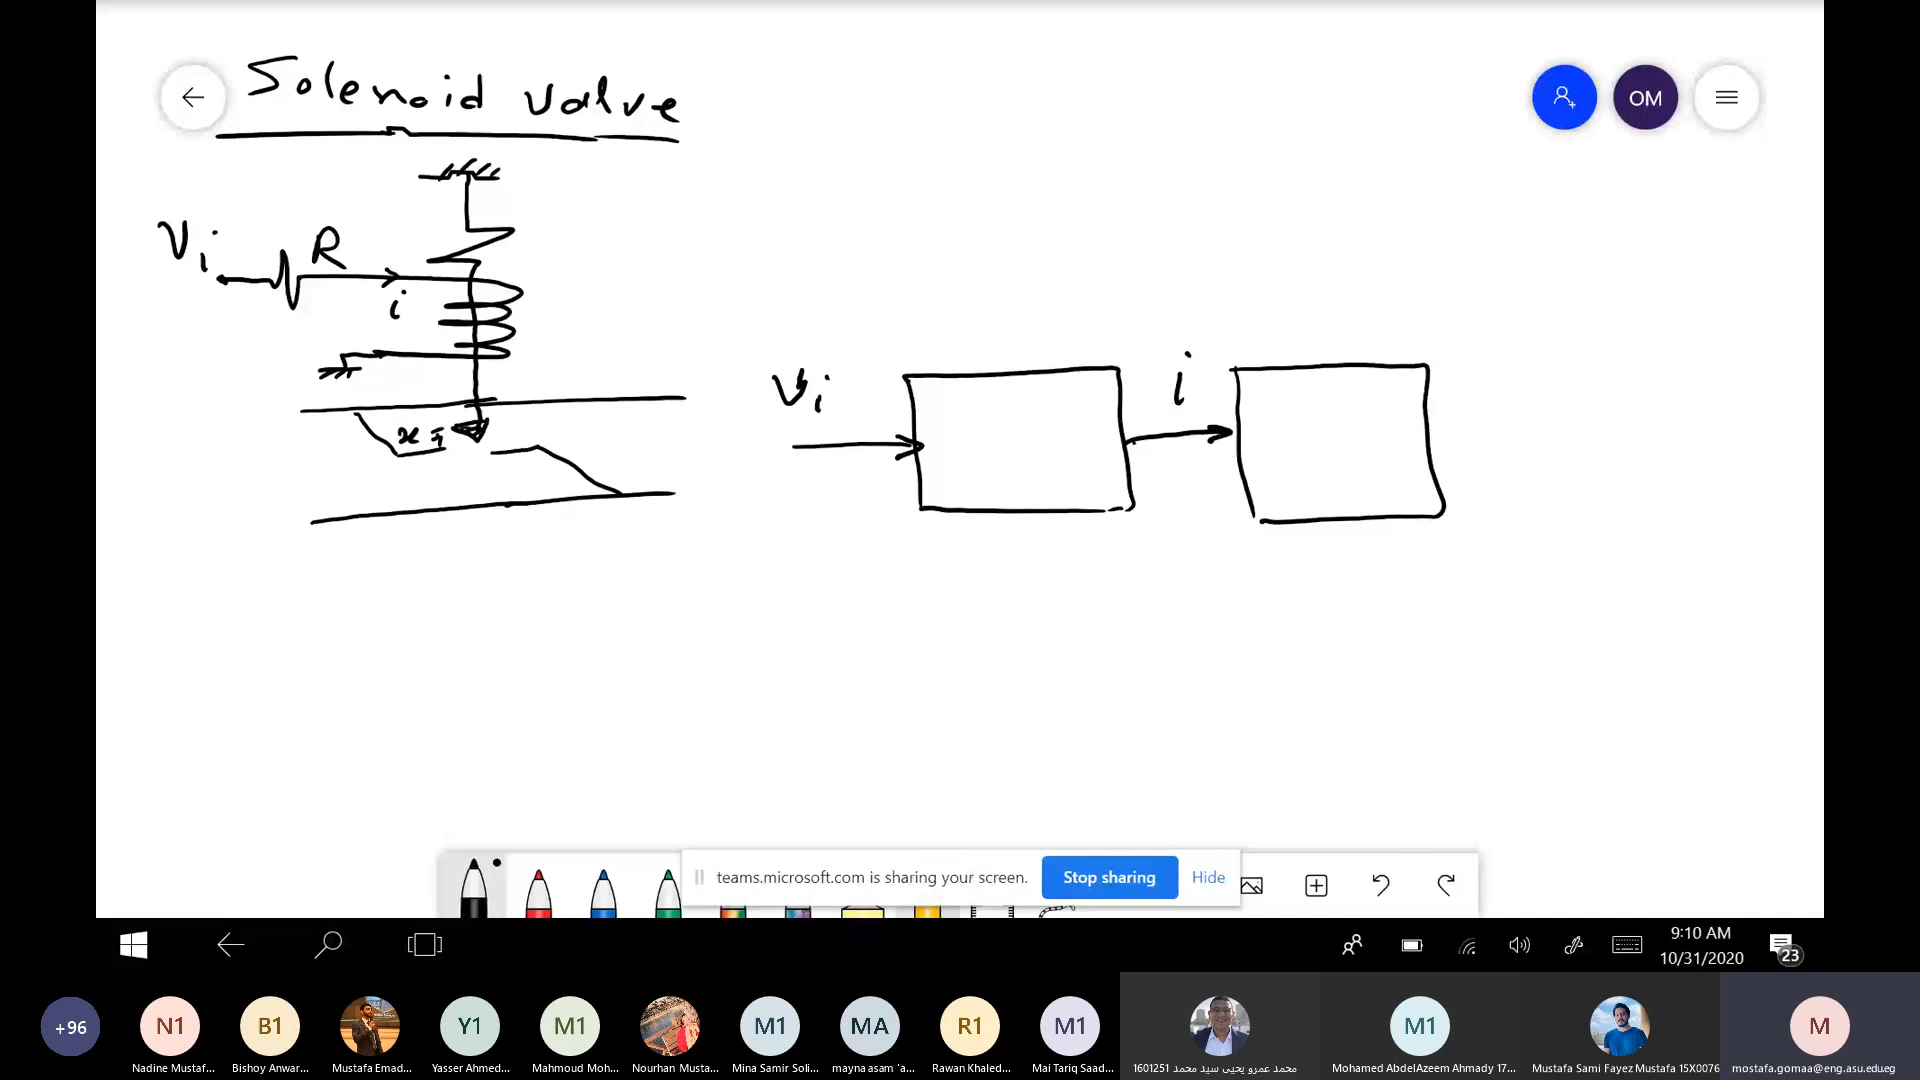 Solenoid valve
OM
Vi
R
i
x
Vi
i
teams.microsoft.com is sharing your screen.
Stop sharing
Hide
9:10 AM
10/31/2020
23
+96
N1
B1
Y1
M1
M1
MA
R1
M1
M1
M
Nadine Mustaf...
Bishoy Anwar...
Mustafa Emad...
Yasser Ahmed...
Mahmoud Moh...
Nourhan Musta...
Mina Samir Soli...
mayna asam 'a...
Rawan Khaled...
Mai Tariq Saad...
محمد عمرو يحيى سيد محمد 1601251
Mohamed AbdelAzeem Ahmady 17...
Mustafa Sami Fayez Mustafa 15X0076
mostafa.gomaa@eng.asu.edu.eg